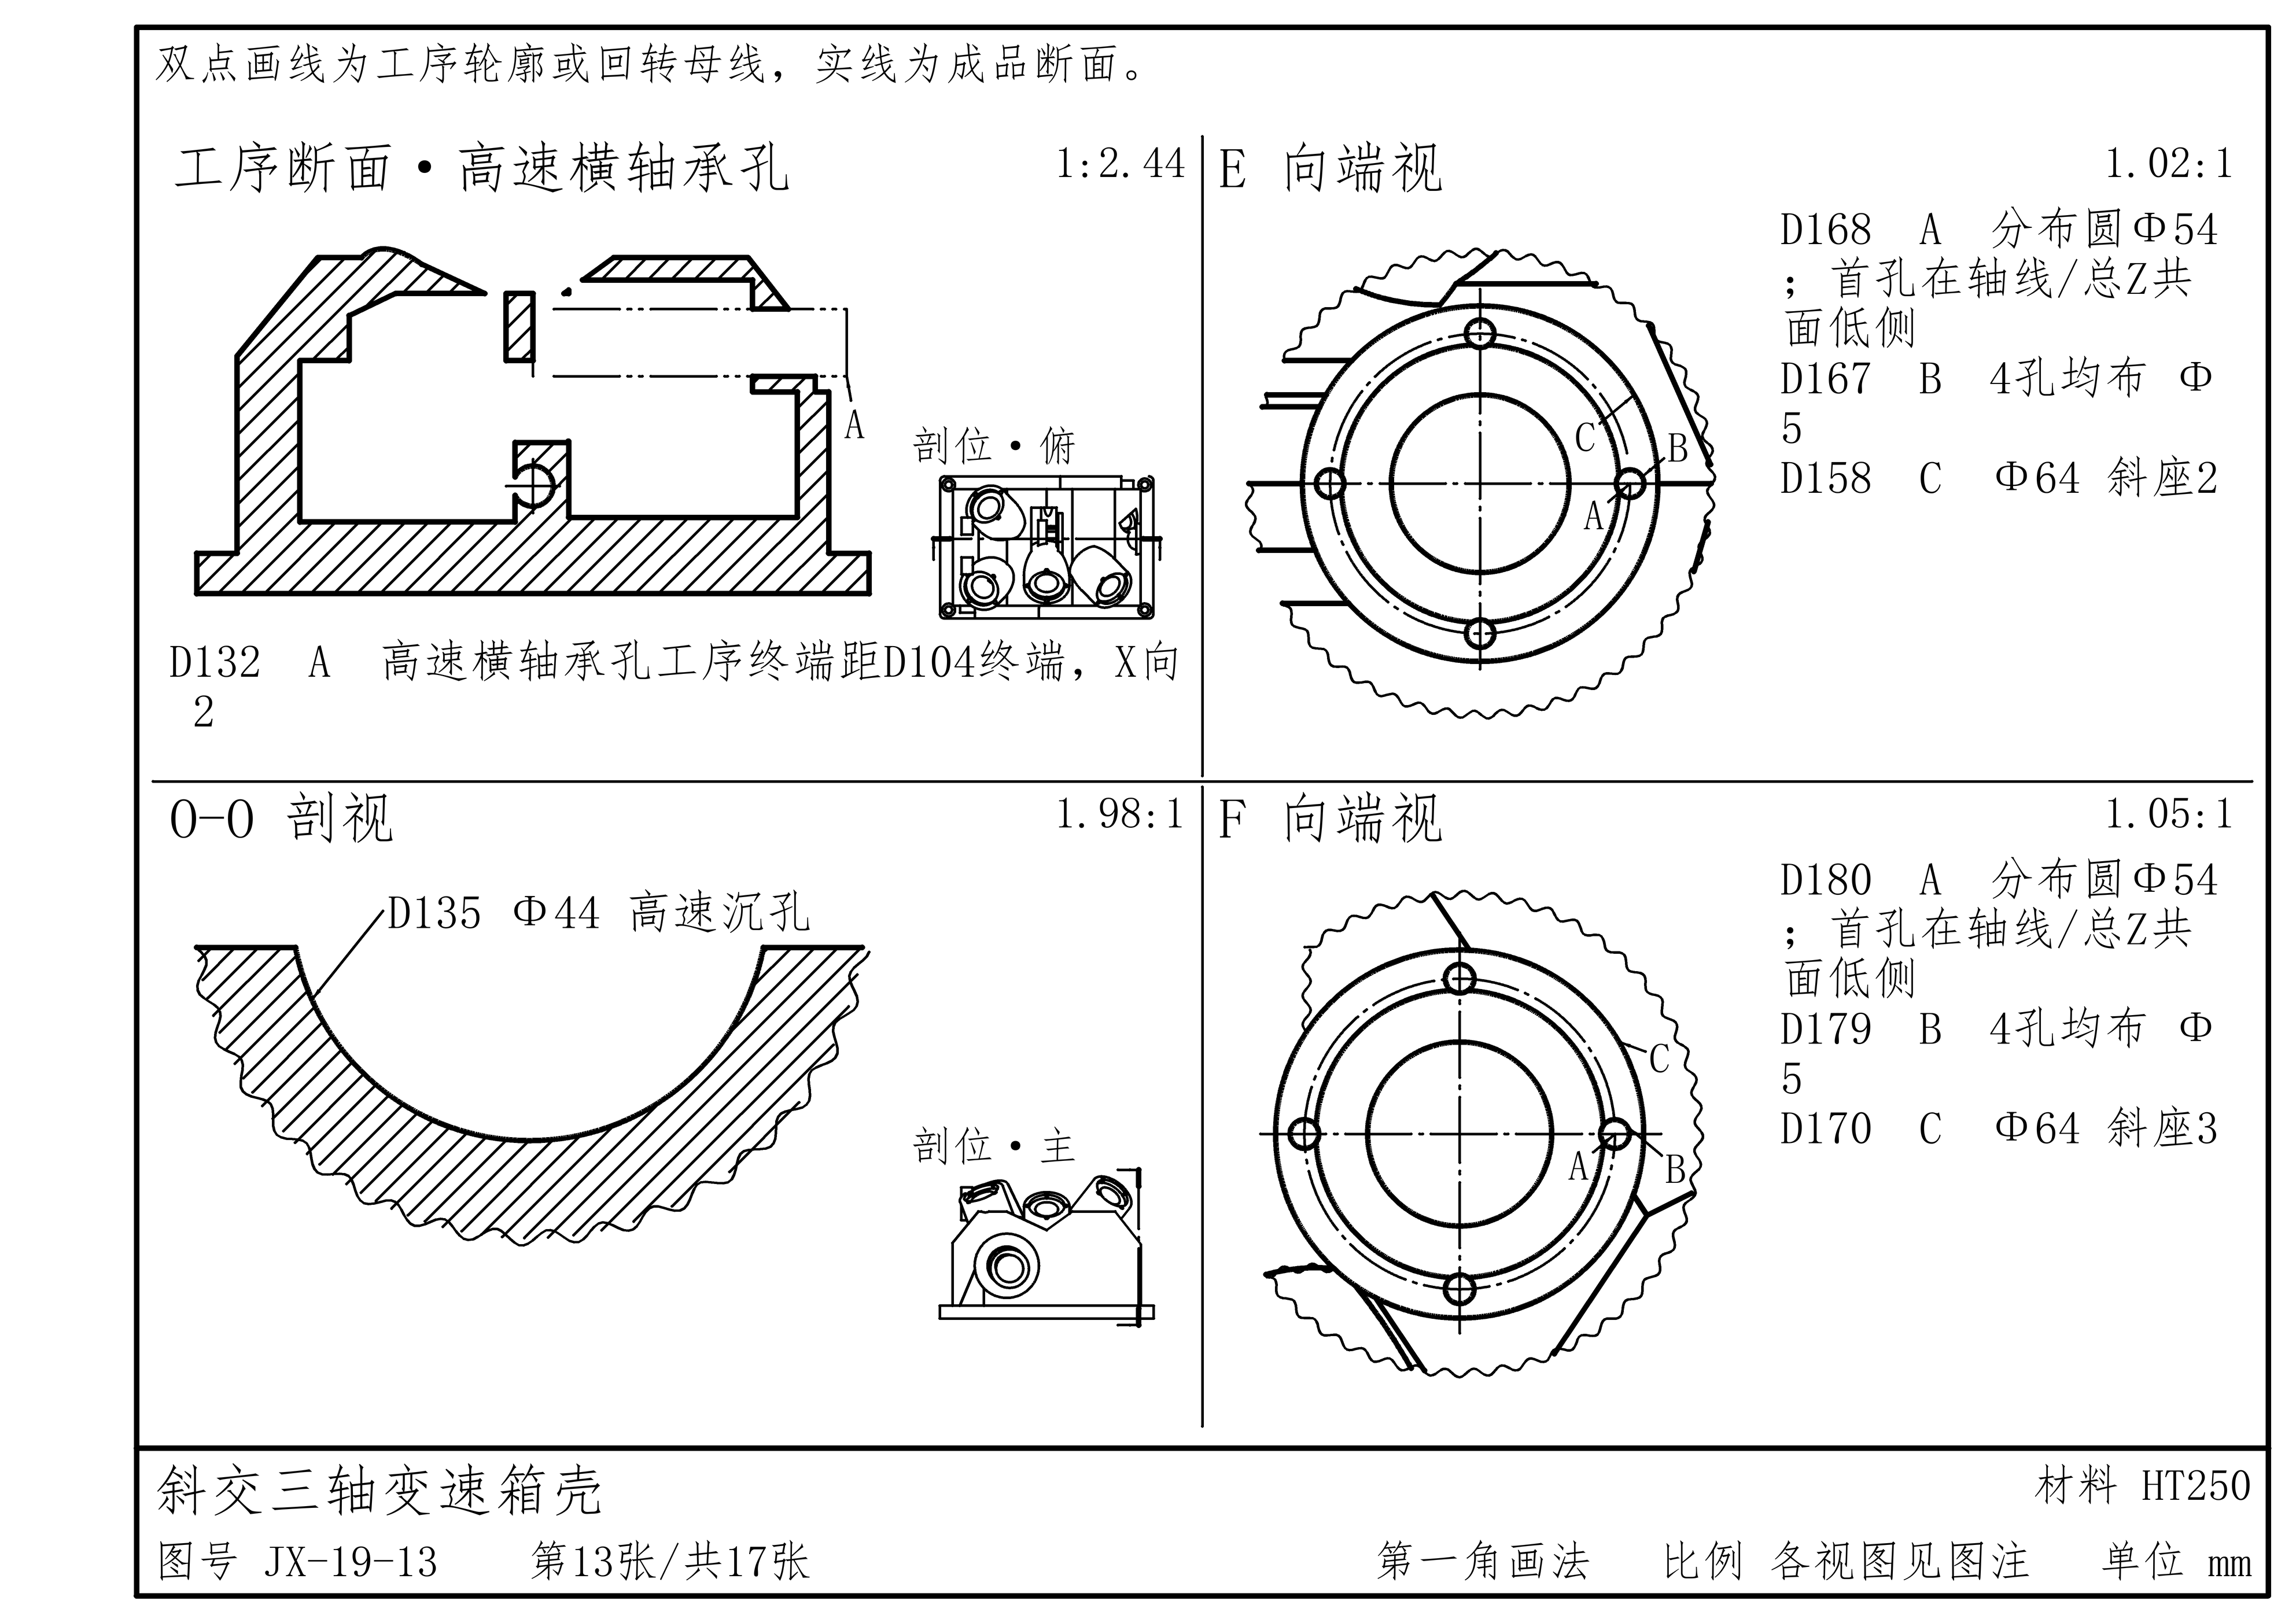 双点画线为工序轮廓或回转母线，实线为成品断面。
工序断面·高速横轴承孔
1:2.44
A
剖位·俯
D132 A 高速横轴承孔工序终端距D104终端，X向
2
E 向端视
1.02:1
D168 A 分布圆Φ54
；首孔在轴线/总Z共
面低侧
D167 B 4孔均布 Φ
5
D158 C Φ64 斜座2
C
B
A
O-O 剖视
1.98:1
D135 Φ44 高速沉孔
剖位·主
F 向端视
1.05:1
D180 A 分布圆Φ54
；首孔在轴线/总Z共
面低侧
D179 B 4孔均布 Φ
5
D170 C Φ64 斜座3
C
A
B
斜交三轴变速箱壳
材料 HT250
图号 JX-19-13 第13张/共17张
第一角画法 比例 各视图见图注 单位 mm